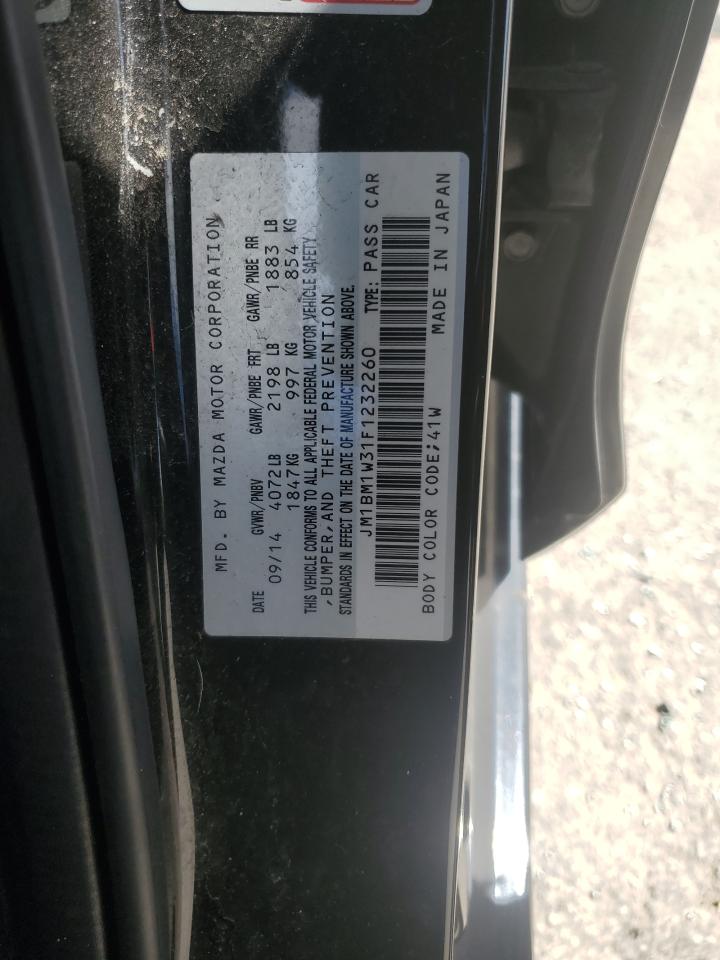 MFD. BY MAZDA MOTOR CORPORATION
DATE GVWR/PNBV GAWR/PNBE FRT GAWR/PNBE RR
09/14 4072LB 2198 LB 1883 LB
1847KG 997 KG 854 KG
THIS VEHICLE CONFORMS TO ALL APPLICABLE FEDERAL MOTOR VEHICLE SAFETY
,BUMPER,AND THEFT PREVENTION
STANDARDS IN EFFECT ON THE DATE OF MANUFACTURE SHOWN ABOVE.
JM1BM1W31F1232260 TYPE: PASS CAR
BODY COLOR CODE;41W MADE IN JAPAN